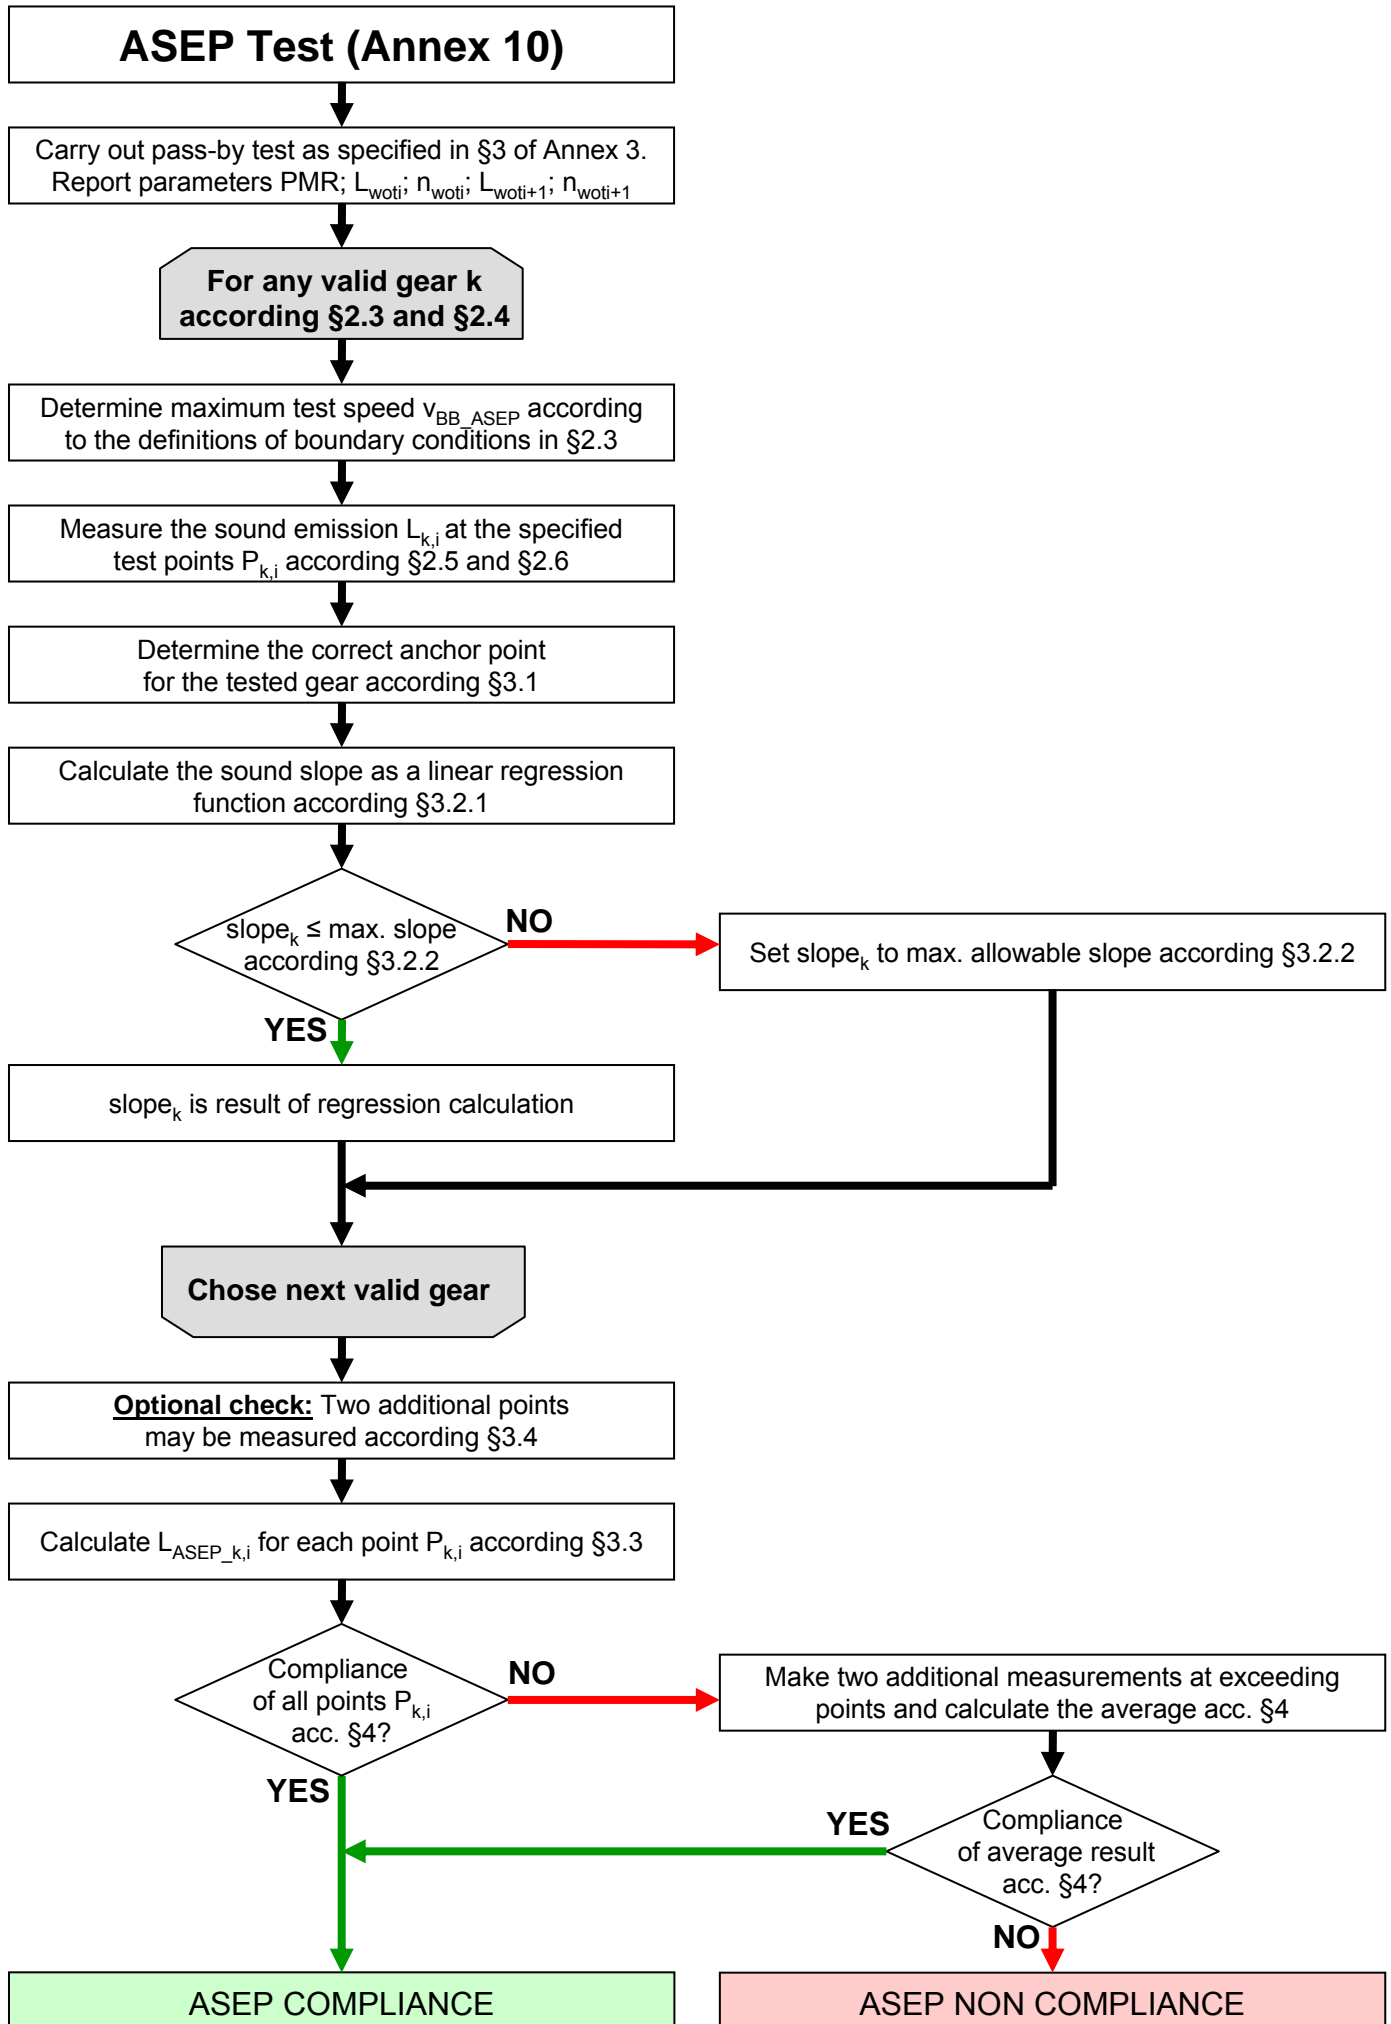 ASEP Test (Annex 10)
Carry out pass-by test as specified in §3 of Annex 3.
Report parameters PMR; Lwoti; nwoti; Lwoti+1; nwoti+1
For any valid gear k
according §2.3 and §2.4
Determine maximum test speed vBB_ASEP according
to the definitions of boundary conditions in §2.3
Measure the sound emission Lk,i at the specified
test points Pk,i according §2.5 and §2.6
Determine the correct anchor point
for the tested gear according §3.1
Calculate the sound slope as a linear regression
function according §3.2.1
slopek ≤ max. slope
according §3.2.2
NO
Set slopek to max. allowable slope according §3.2.2
YES
slopek is result of regression calculation
Chose next valid gear
Optional check: Two additional points
may be measured according §3.4
Calculate LASEP_k,i for each point Pk,i according §3.3
Compliance
of all points Pk,i
acc. §4?
NO
Make two additional measurements at exceeding
points and calculate the average acc. §4
YES
YES
Compliance
of average result
acc. §4?
NO
ASEP COMPLIANCE
ASEP NON COMPLIANCE